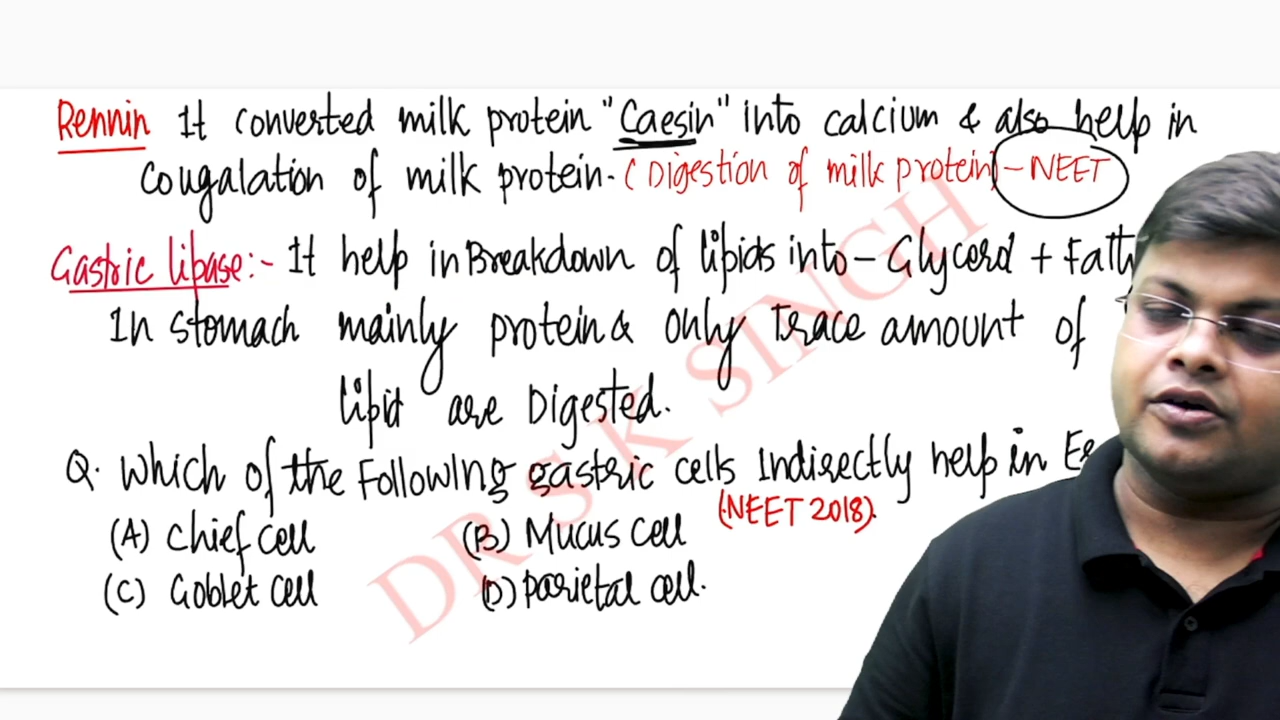 Rennin It converted milk protein "Caesin" into calcium & also help in
Cougalation of milk protein. (Digestion of milk protein) - NEET
Gastric libase:- It help in Breakdown of lipids into - Glycerol +
In stomach mainly protein & only trace amount of
lipid are Digested.
Q. Which of the Following gastric cells Indirectly help in
(NEET 2018).
(A) Chief cell (B) Mucus cell
(C) Goblet cell (D) parietal cell.
DR S K SINGH